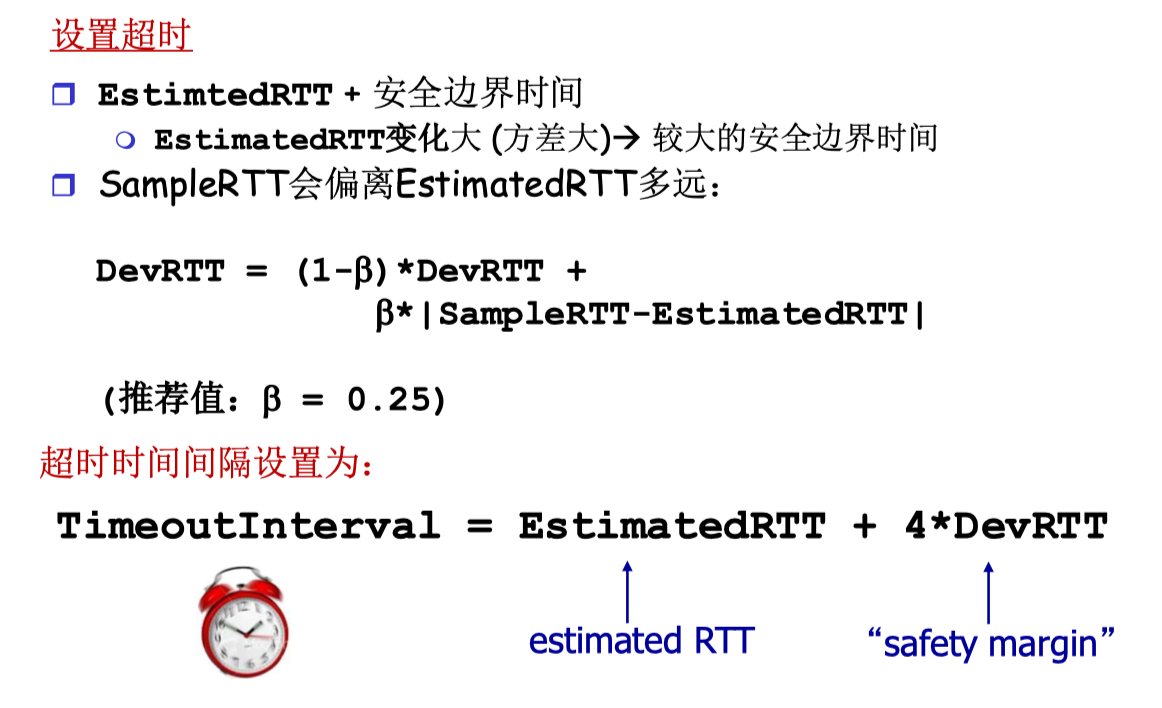 设置超时
EstimtedRTT + 安全边界时间
EstimatedRTT变化大 (方差大)→ 较大的安全边界时间
SampleRTT会偏离EstimatedRTT多远：
DevRTT = (1-β)*DevRTT +
β*|SampleRTT-EstimatedRTT|
(推荐值：β = 0.25)
超时时间间隔设置为：
TimeoutInterval = EstimatedRTT + 4*DevRTT
estimated RTT
“safety margin”